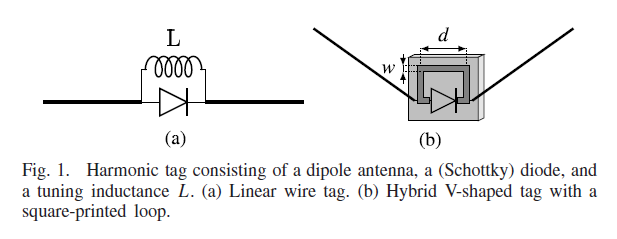 L
d
w
(a)
(b)
Fig. 1. Harmonic tag consisting of a dipole antenna, a (Schottky) diode, and
a tuning inductance L. (a) Linear wire tag. (b) Hybrid V-shaped tag with a
square-printed loop.